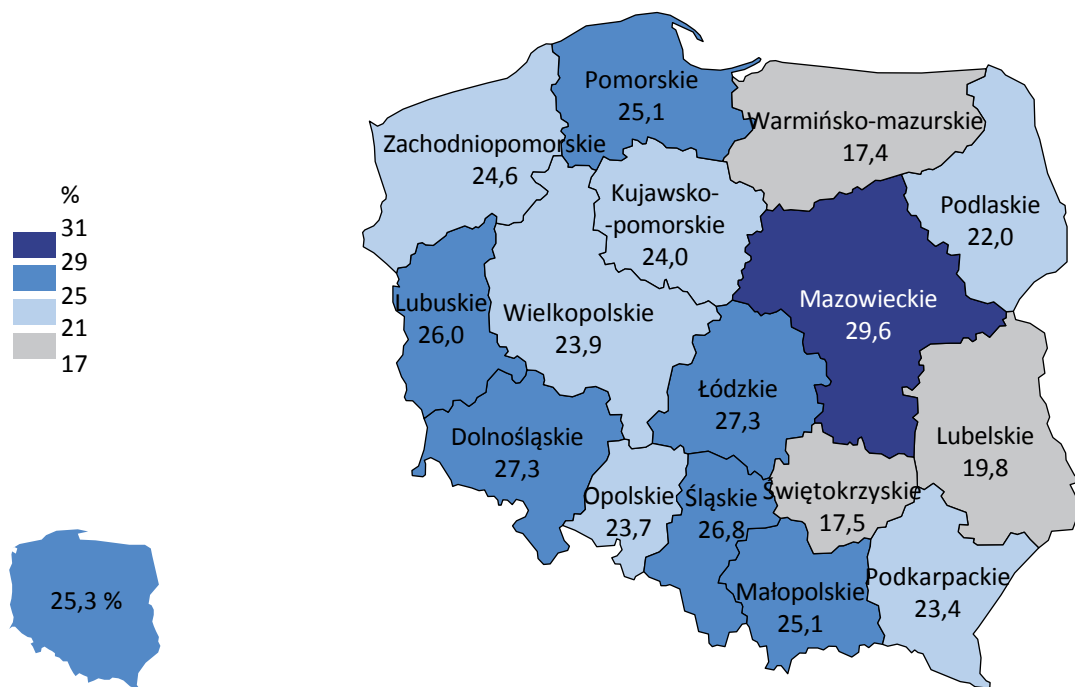 Pomorskie
25,1
Warmińsko-mazurskie
17,4
Zachodniopomorskie
24,6
Kujawsko-
-pomorskie
24,0
Podlaskie
22,0
%
31
29
25
21
17
Lubuskie
26,0
Wielkopolskie
23,9
Mazowieckie
29,6
Łódzkie
27,3
Dolnośląskie
27,3
Lubelskie
19,8
Opolskie
23,7
Śląskie
26,8
Świętokrzyskie
17,5
Małopolskie
25,1
Podkarpackie
23,4
25,3 %